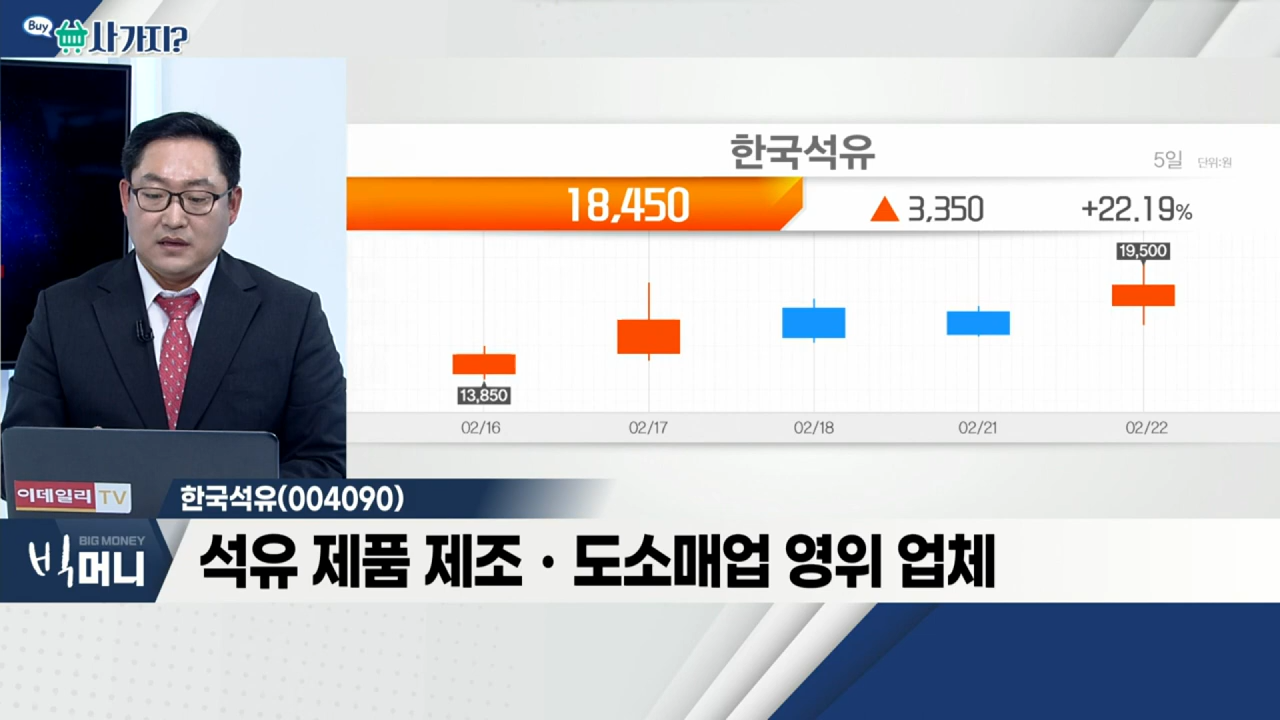 Buy
사가지?
한국석유
5일 단위:원
18,450 ▲ 3,350 +22.19%
19,500
13,850
02/16 02/17 02/18 02/21 02/22
이데일리TV
한국석유(004090)
BIG MONEY
빅머니
석유 제품 제조·도소매업 영위 업체